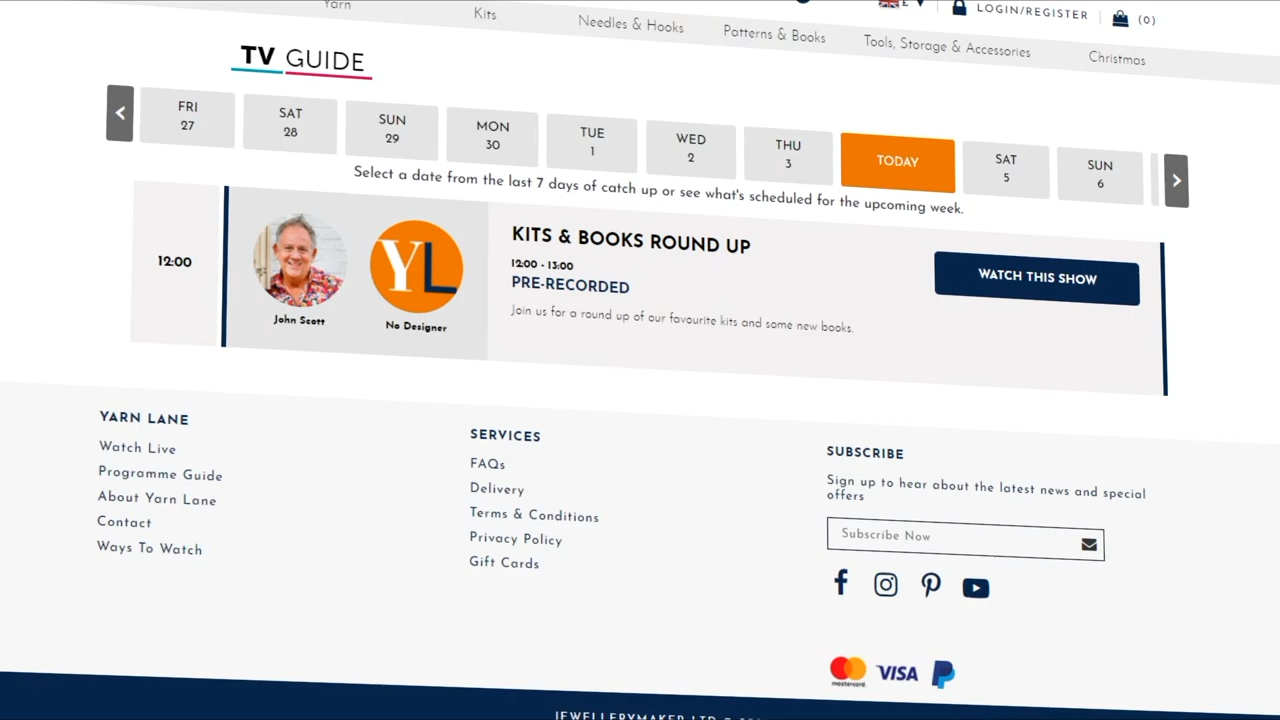 Yarn
Kits
Needles & Hooks
Patterns & Books
Tools, Storage & Accessories
Christmas
£
LOGIN/REGISTER
(0)
TV GUIDE
FRI
27
SAT
28
SUN
29
MON
30
TUE
1
WED
2
THU
3
TODAY
SAT
5
SUN
6
Select a date from the last 7 days of catch up or see what's scheduled for the upcoming week.
12:00
YL
John Scott
No Designer
KITS & BOOKS ROUND UP
12:00 - 13:00
PRE-RECORDED
Join us for a round up of our favourite kits and some new books.
WATCH THIS SHOW
YARN LANE
Watch Live
Programme Guide
About Yarn Lane
Contact
Ways To Watch
SERVICES
FAQs
Delivery
Terms & Conditions
Privacy Policy
Gift Cards
SUBSCRIBE
Sign up to hear about the latest news and special
offers
Subscribe Now
mastercard
VISA
JEWELLERYMAKER LTD ©